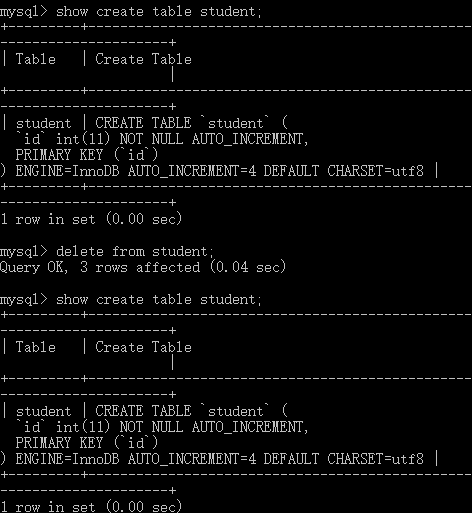 mysql> show create table student;
+---------+--------------------------------------------------
---------------------+
| Table   | Create Table
                     |
+---------+--------------------------------------------------
---------------------+
| student | CREATE TABLE `student` (
  `id` int(11) NOT NULL AUTO_INCREMENT,
  PRIMARY KEY (`id`)
) ENGINE=InnoDB AUTO_INCREMENT=4 DEFAULT CHARSET=utf8 |
+---------+--------------------------------------------------
---------------------+
1 row in set (0.00 sec)
mysql> delete from student;
Query OK, 3 rows affected (0.04 sec)
mysql> show create table student;
+---------+--------------------------------------------------
---------------------+
| Table   | Create Table
                     |
+---------+--------------------------------------------------
---------------------+
| student | CREATE TABLE `student` (
  `id` int(11) NOT NULL AUTO_INCREMENT,
  PRIMARY KEY (`id`)
) ENGINE=InnoDB AUTO_INCREMENT=4 DEFAULT CHARSET=utf8 |
+---------+--------------------------------------------------
---------------------+
1 row in set (0.00 sec)